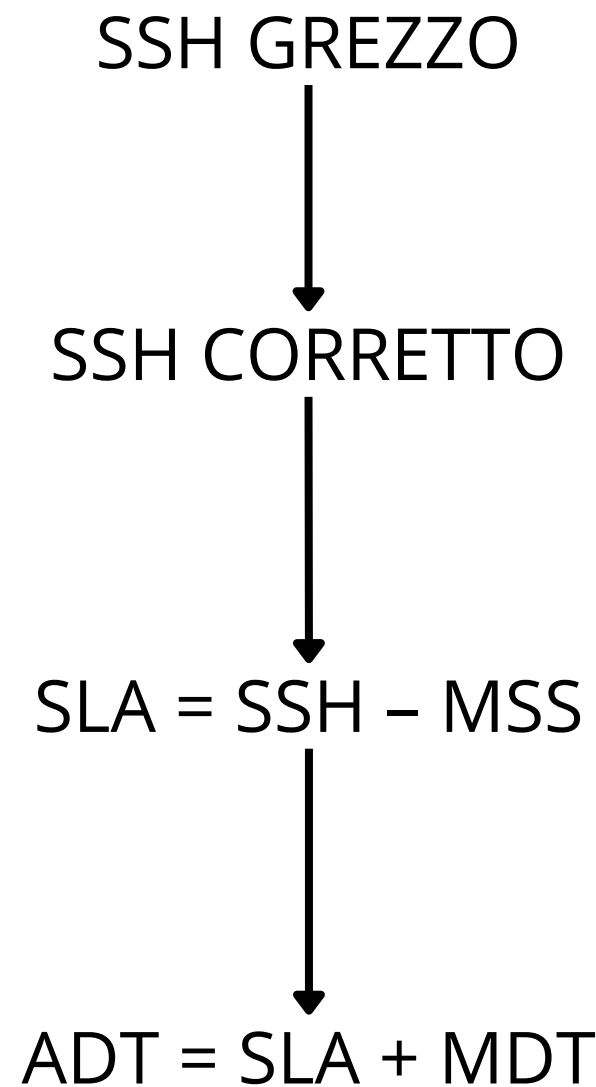 SSH GREZZO
SSH CORRETTO
SLA = SSH – MSS
ADT = SLA + MDT